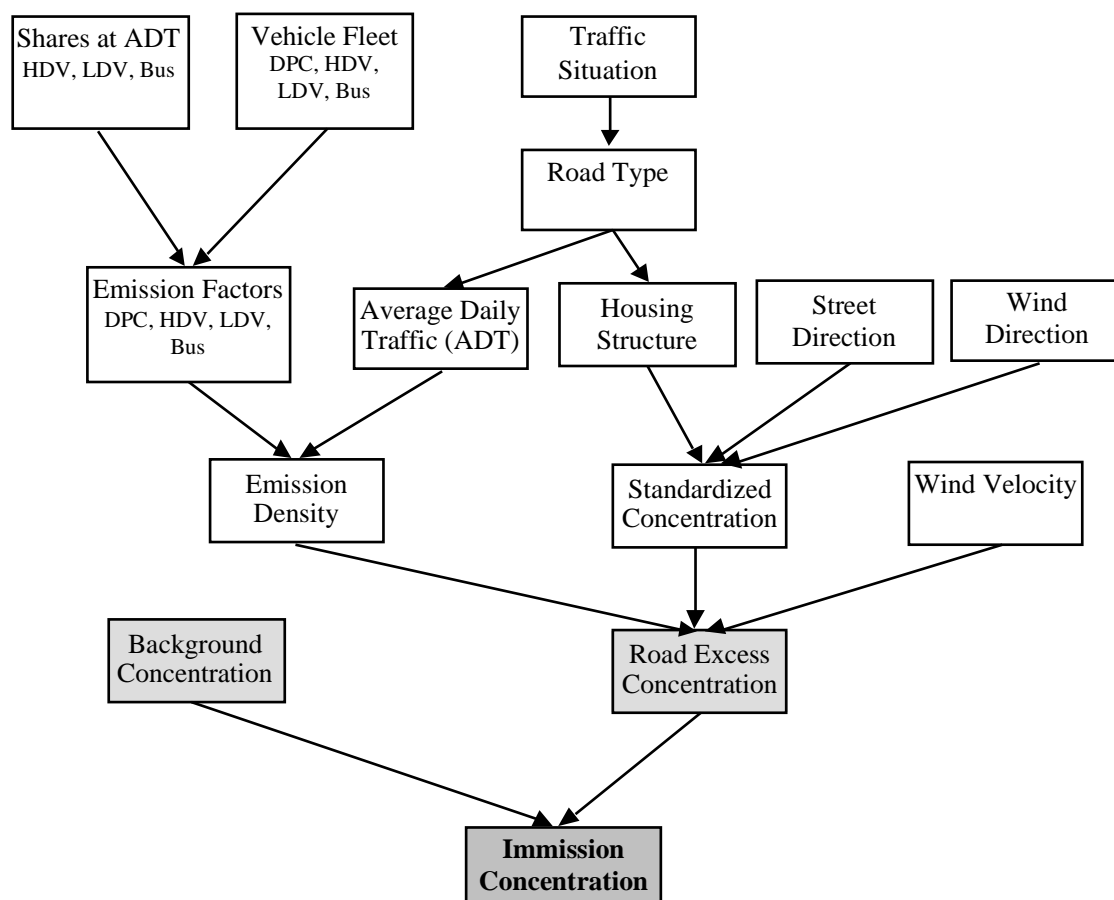 Shares at ADT
HDV, LDV, Bus
Vehicle Fleet
DPC, HDV,
LDV, Bus
Traffic
Situation
Road Type
Emission Factors
DPC, HDV, LDV,
Bus
Average Daily
Traffic (ADT)
Housing
Structure
Street
Direction
Wind
Direction
Emission
Density
Standardized
Concentration
Wind Velocity
Background
Concentration
Road Excess
Concentration
Immission
Concentration